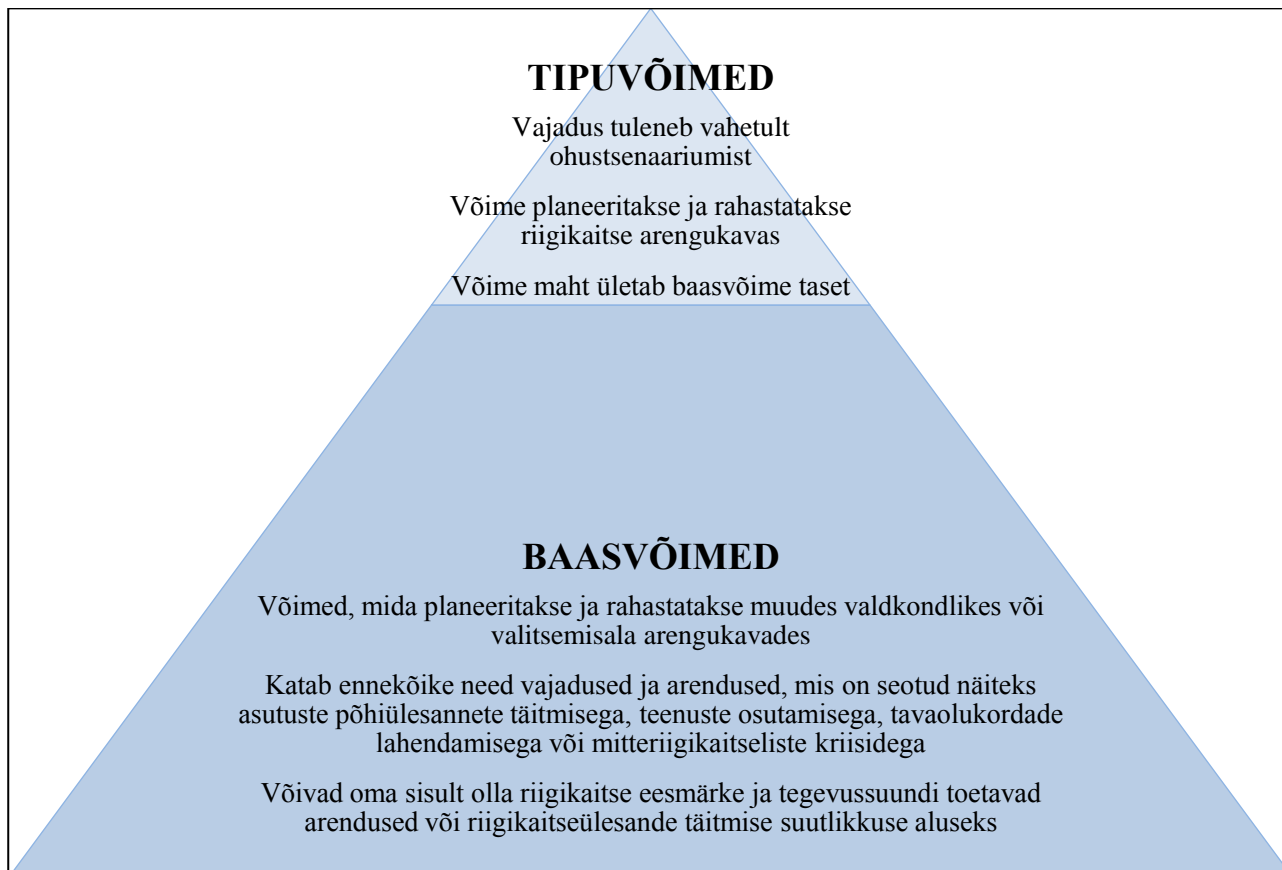 TIPUVÕIMED
Vajadus tuleneb vahetult
ohustsenaariumist
Võime planeeritakse ja rahastatakse
riigikaitse arengukavas
Võime maht ületab baasvõime taset
BAASVÕIMED
Võimed, mida planeeritakse ja rahastatakse muudes valdkondlikes või
valitsemisala arengukavades
Katab ennekõike need vajadused ja arendused, mis on seotud näiteks
asutuste põhiülesannete täitmisega, teenuste osutamisega, tavaolukordade
lahendamisega või mitteriigikaitseliste kriisidega
Võivad oma sisult olla riigikaitse eesmärke ja tegevussuundi toetavad
arendused või riigikaitseülesande täitmise suutlikkuse aluseks